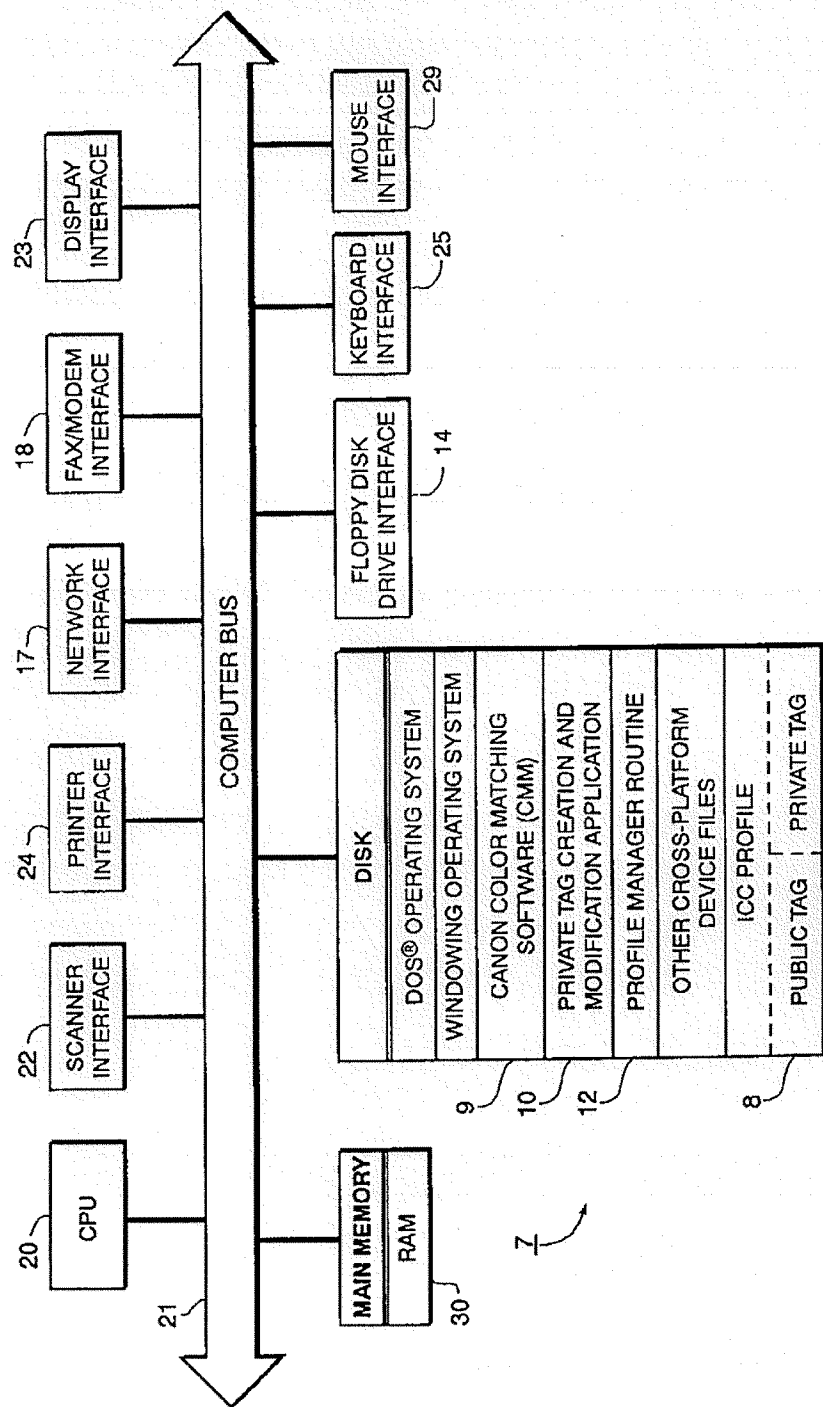 20
CPU
22
SCANNER
INTERFACE
24
PRINTER
INTERFACE
17
NETWORK
INTERFACE
18
FAX/MODEM
INTERFACE
23
DISPLAY
INTERFACE
21
COMPUTER BUS
MAIN MEMORY
RAM
30
DISK
DOS® OPERATING SYSTEM
WINDOWING OPERATING SYSTEM
CANON COLOR MATCHING
SOFTWARE (CMM)
9
PRIVATE TAG CREATION AND
MODIFICATION APPLICATION
10
PROFILE MANAGER ROUTINE
12
OTHER CROSS-PLATFORM
DEVICE FILES
ICC PROFILE
PUBLIC TAG
PRIVATE TAG
8
FLOPPY DISK
DRIVE INTERFACE
14
KEYBOARD
INTERFACE
25
MOUSE
INTERFACE
29
7